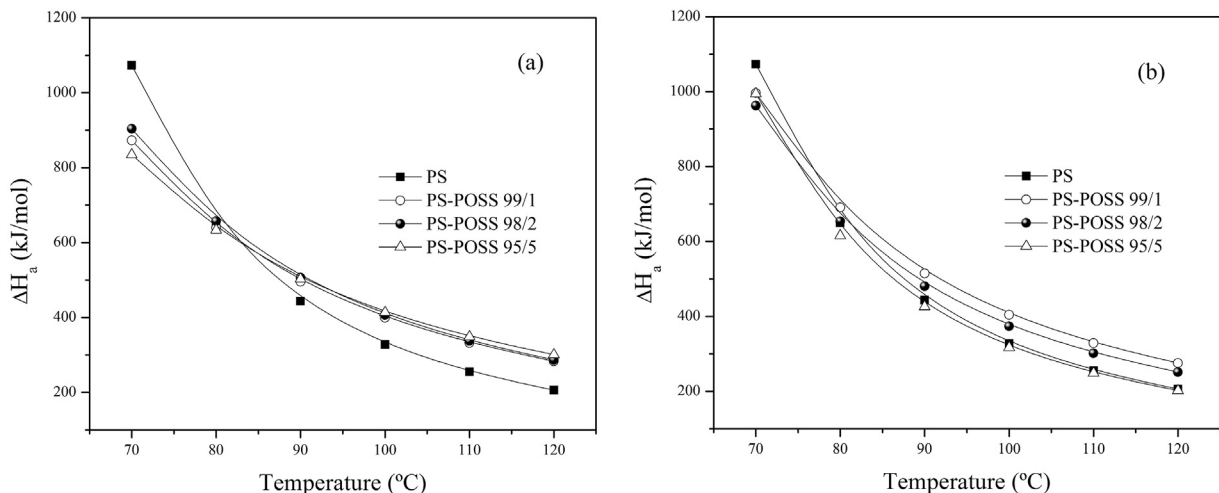 1200
1000
800
600
400
200
ΔHa (kJ/mol)
(a)
PS
PS-POSS 99/1
PS-POSS 98/2
PS-POSS 95/5
70 80 90 100 110 120
Temperature (ºC)
1200
1000
800
600
400
200
ΔHa (kJ/mol)
(b)
PS
PS-POSS 99/1
PS-POSS 98/2
PS-POSS 95/5
70 80 90 100 110 120
Temperature (ºC)